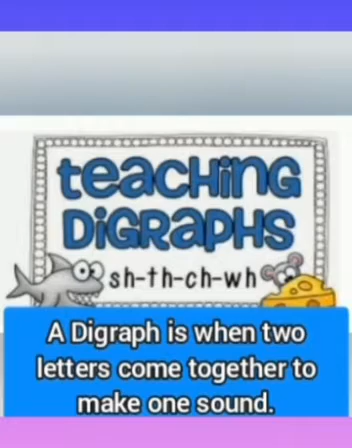 teacHiNG
DiGRaPHS
sh-th-ch-wh
A Digraph is when two
letters come together to
make one sound.